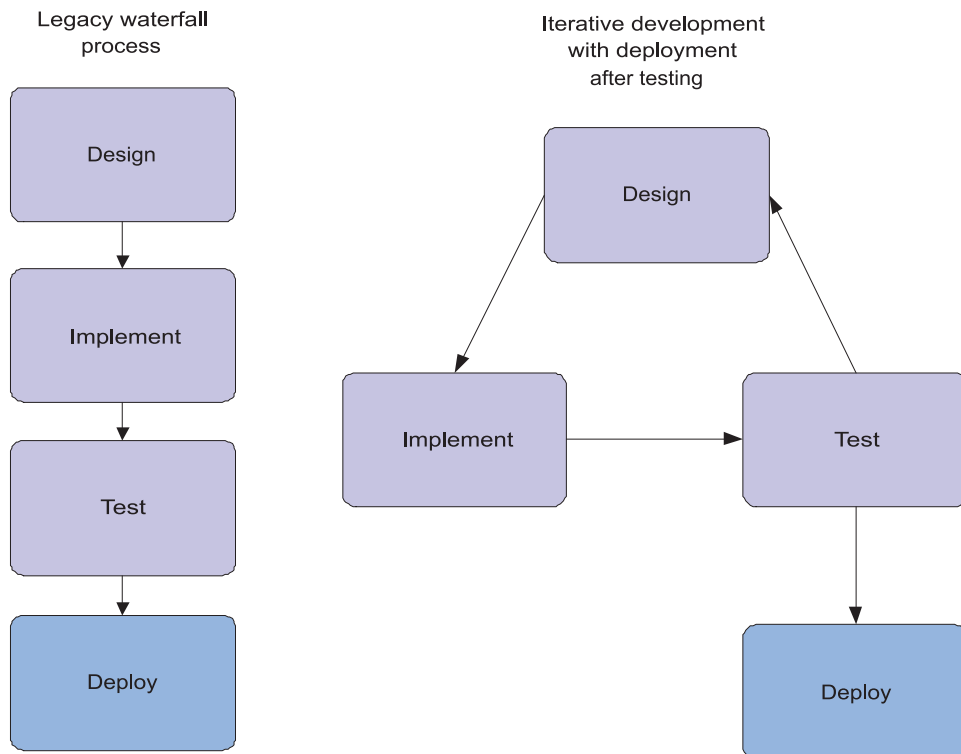 Legacy waterfall
process
Design
Implement
Test
Deploy
Iterative development
with deployment
after testing
Design
Implement
Test
Deploy